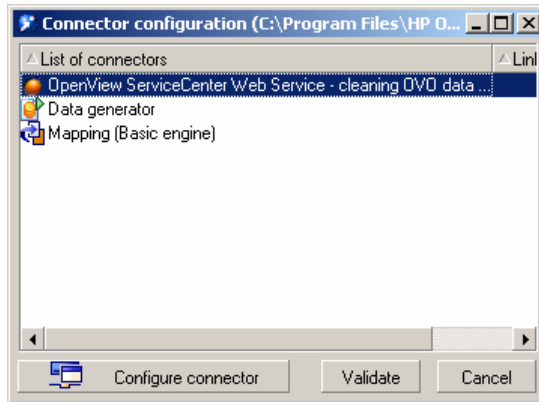 Connector configuration (C:\Program Files\HP O...
List of connectors
Linl
OpenView ServiceCenter Web Service - cleaning OVO data ...
Data generator
Mapping (Basic engine)
Configure connector
Validate
Cancel